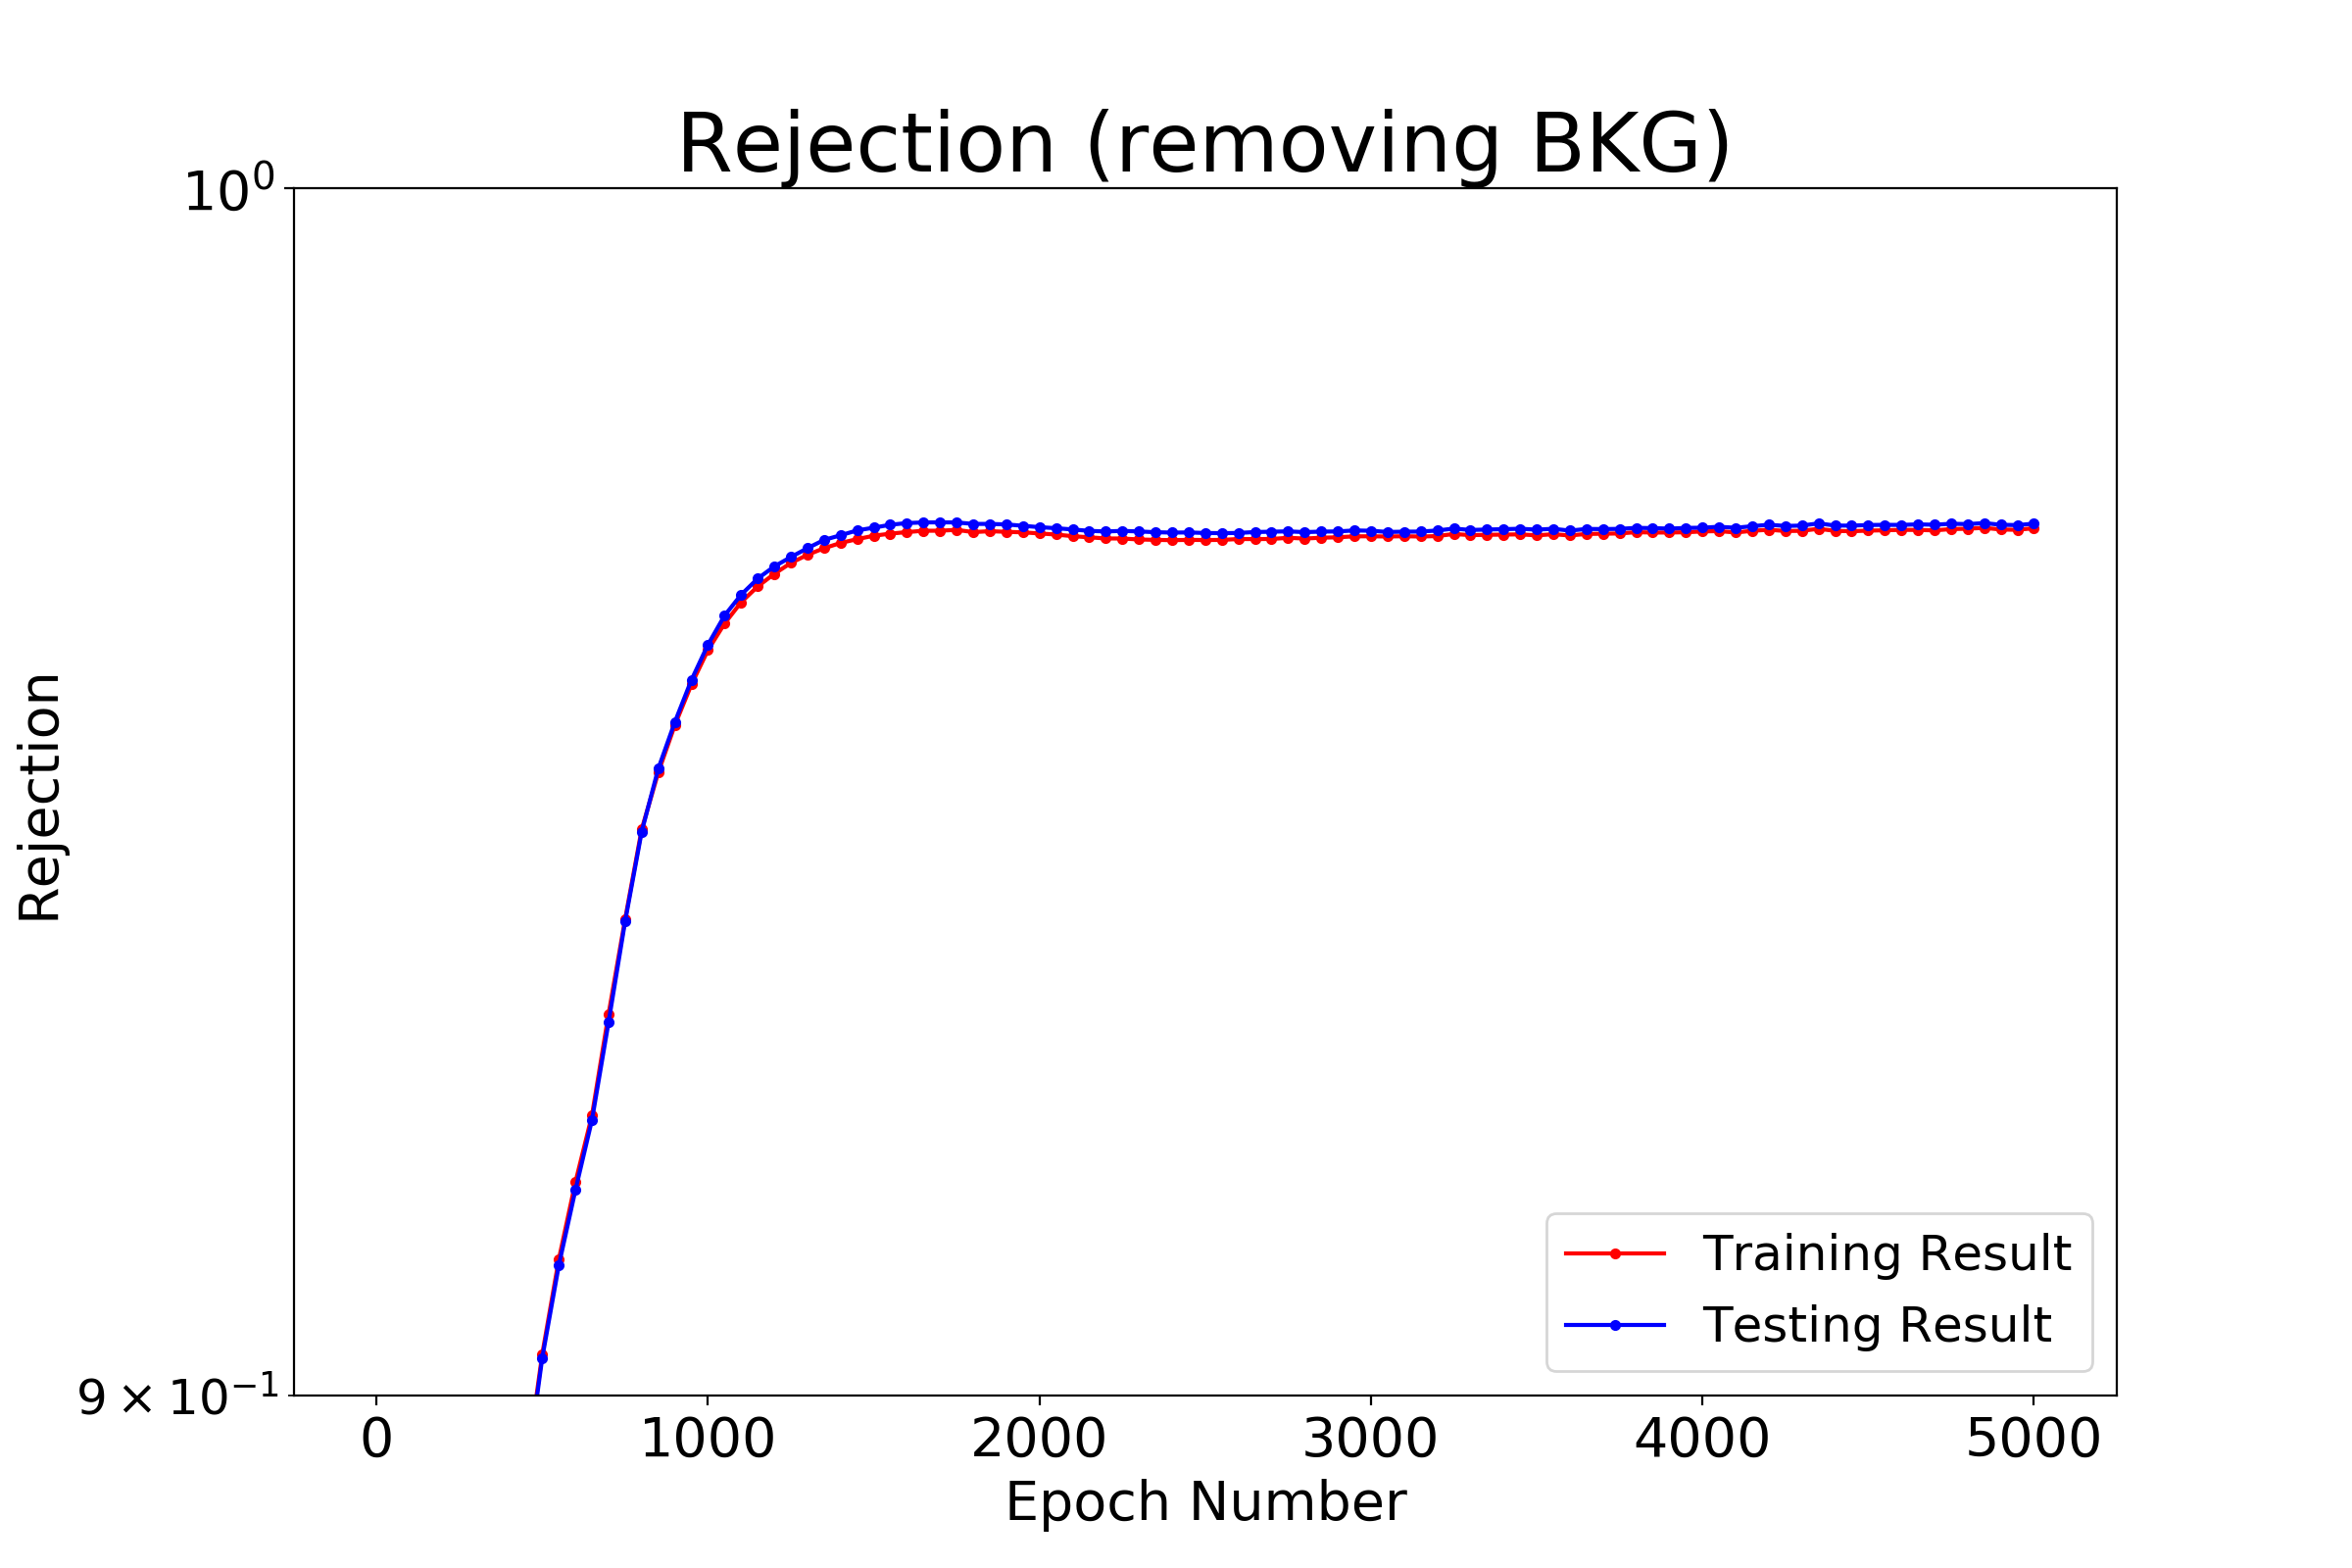 Rejection (removing BKG)
10⁰
Rejection
9 × 10⁻¹
0 1000 2000 3000 4000 5000
Epoch Number
Training Result
Testing Result